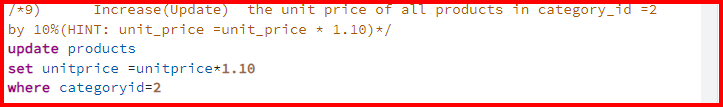 /*9)      Increase(Update)  the unit price of all products in category_id =2
by 10%(HINT: unit_price =unit_price * 1.10)*/
update products
set unitprice =unitprice*1.10
where categoryid=2